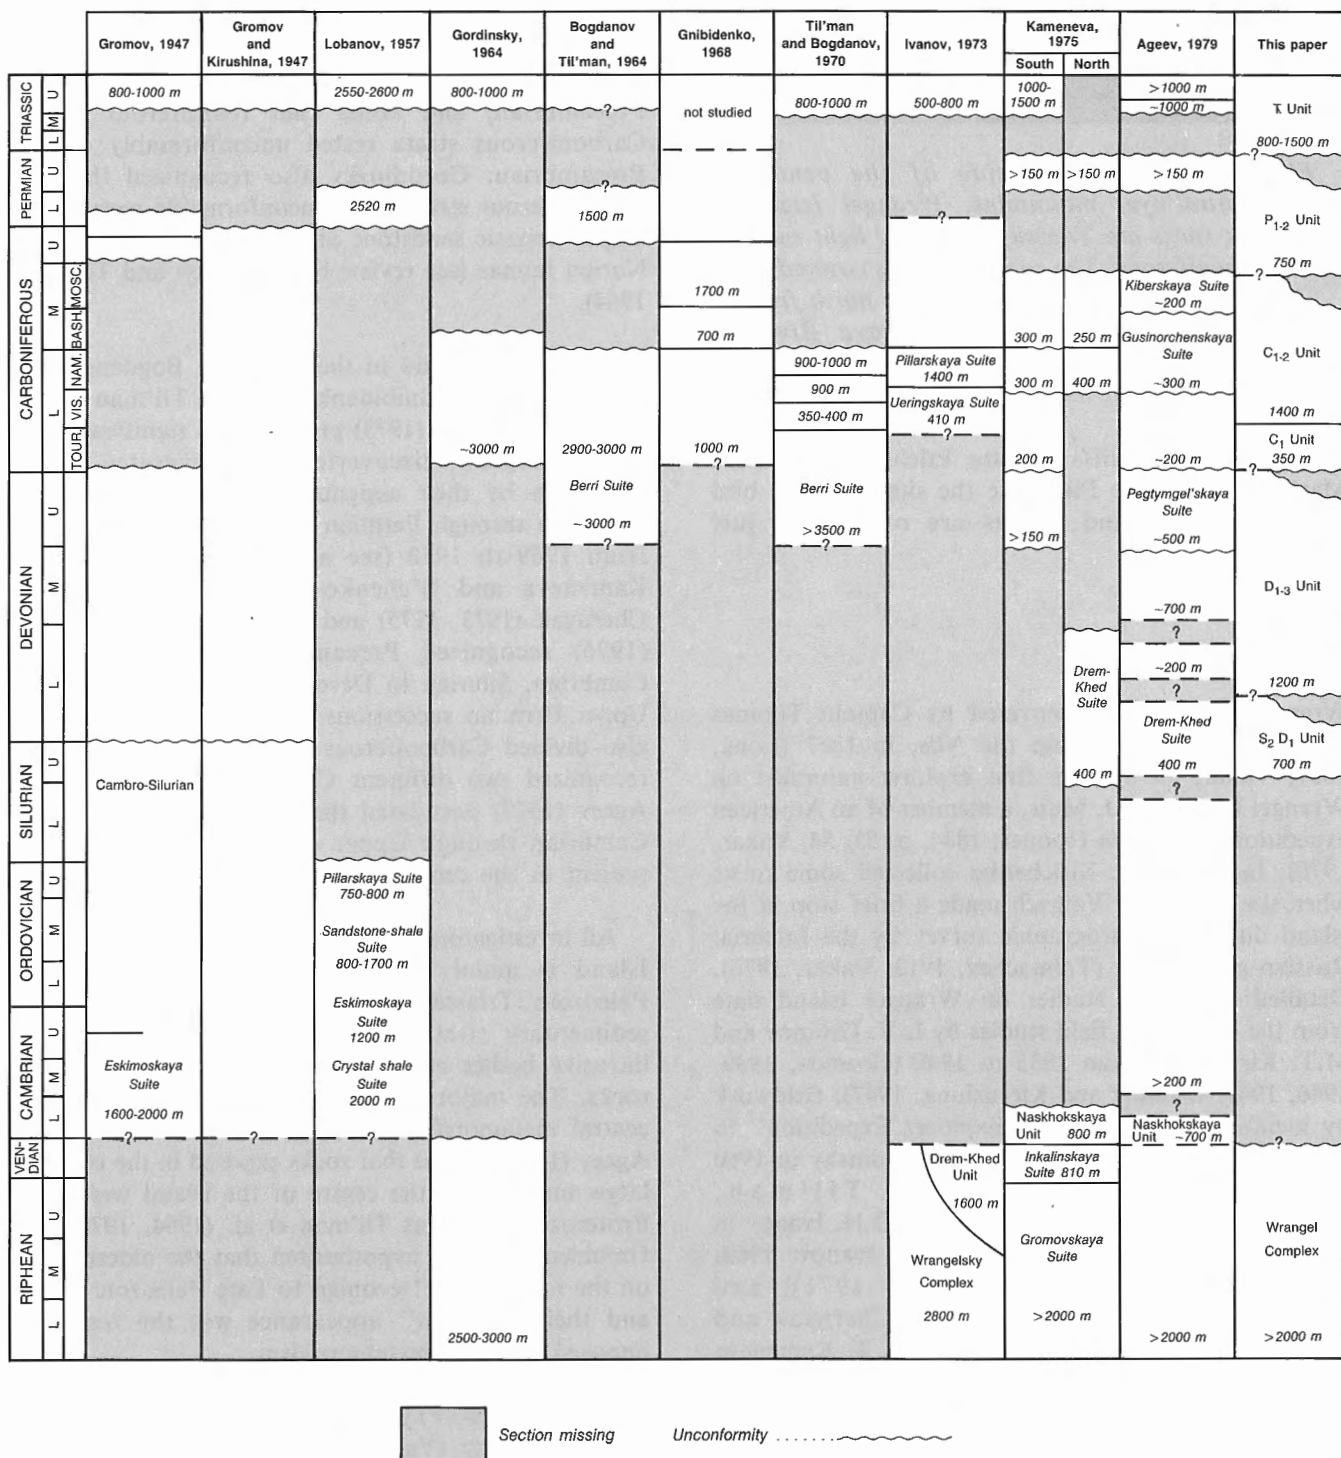 Gromov, 1947
Gromov
and
Kirushina, 1947
Lobanov, 1957
Gordinsky,
1964
Bogdanov
and
Til'man, 1964
Gnibidenko,
1968
Til'man
and Bogdanov,
1970
Ivanov, 1973
Kameneva,
1975
South
North
Ageev, 1979
This paper
TRIASSIC
U
M
L
PERMIAN
U
L
CARBONIFEROUS
U
M
L
MOSC.
BASH.
NAM.
VIS.
TOUR.
DEVONIAN
U
M
L
SILURIAN
U
L
ORDOVICIAN
U
M
L
CAMBRIAN
U
M
L
VEN-
DIAN
RIPHEAN
U
M
L
800-1000 m
Cambro-Silurian
Eskimoskaya
Suite
1600-2000 m
?
2550-2600 m
2520 m
Pillarskaya Suite
750-800 m
Sandstone-shale
Suite
800-1700 m
Eskimoskaya
Suite
1200 m
Crystal shale
Suite
2000 m
?
800-1000 m
~3000 m
2500-3000 m
?
?
1500 m
2900-3000 m
Berri Suite
~3000 m
?
not studied
1700 m
700 m
1000 m
?
800-1000 m
900-1000 m
900 m
350-400 m
Berri Suite
>3500 m
?
500-800 m
?
Pillarskaya Suite
1400 m
Ueringskaya Suite
410 m
?
Drem-Khed
Unit
1600 m
Wrangelsky
Complex
2800 m
1000-
1500 m
>150 m
>150 m
300 m
250 m
300 m
400 m
200 m
>150 m
Drem-
Khed
Suite
400 m
Naskhokskaya
Unit 800 m
Inkalinskaya
Suite 810 m
Gromovskaya
Suite
>2000 m
>1000 m
~1000 m
>150 m
Kiberskaya Suite
~200 m
Gusinorchenskaya
Suite
~300 m
~200 m
Pegtymgel'skaya
Suite
~500 m
~700 m
?
~200 m
?
Drem-Khed
Suite
400 m
?
>200 m
?
Naskhokskaya
Unit ~700 m
>2000 m
T Unit
800-1500 m
?
P1-2 Unit
750 m
?
C1-2 Unit
1400 m
C1 Unit
350 m
?
D1-3 Unit
1200 m
?
S2 D1 Unit
700 m
?
Wrangel
Complex
>2000 m
Section missing
Unconformity .......